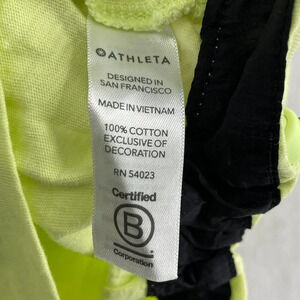 ATHLETA
DESIGNED IN
SAN FRANCISCO
MADE IN VIETNAM
100% COTTON
EXCLUSIVE OF
DECORATION
RN 54023
Certified
B
Corporation